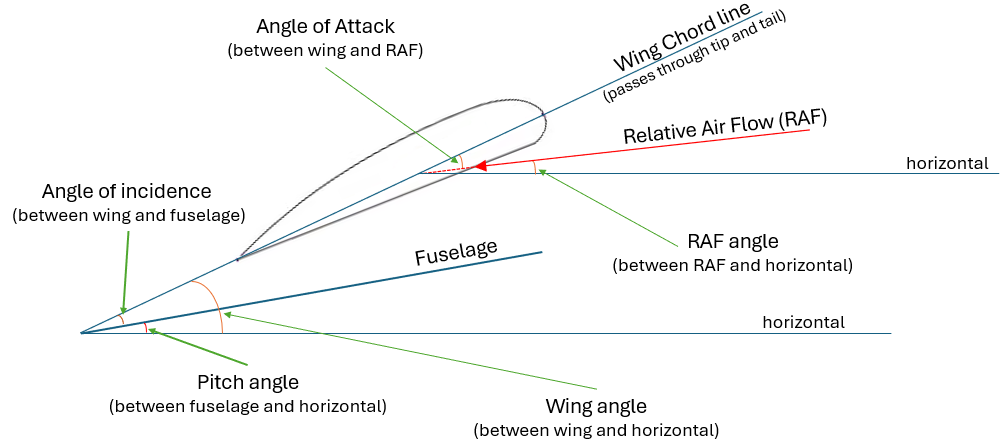 Angle of Attack
(between wing and RAF)
Wing Chord line
(passes through tip and tail)
Relative Air Flow (RAF)
horizontal
Angle of incidence
(between wing and fuselage)
RAF angle
(between RAF and horizontal)
Fuselage
horizontal
Pitch angle
(between fuselage and horizontal)
Wing angle
(between wing and horizontal)